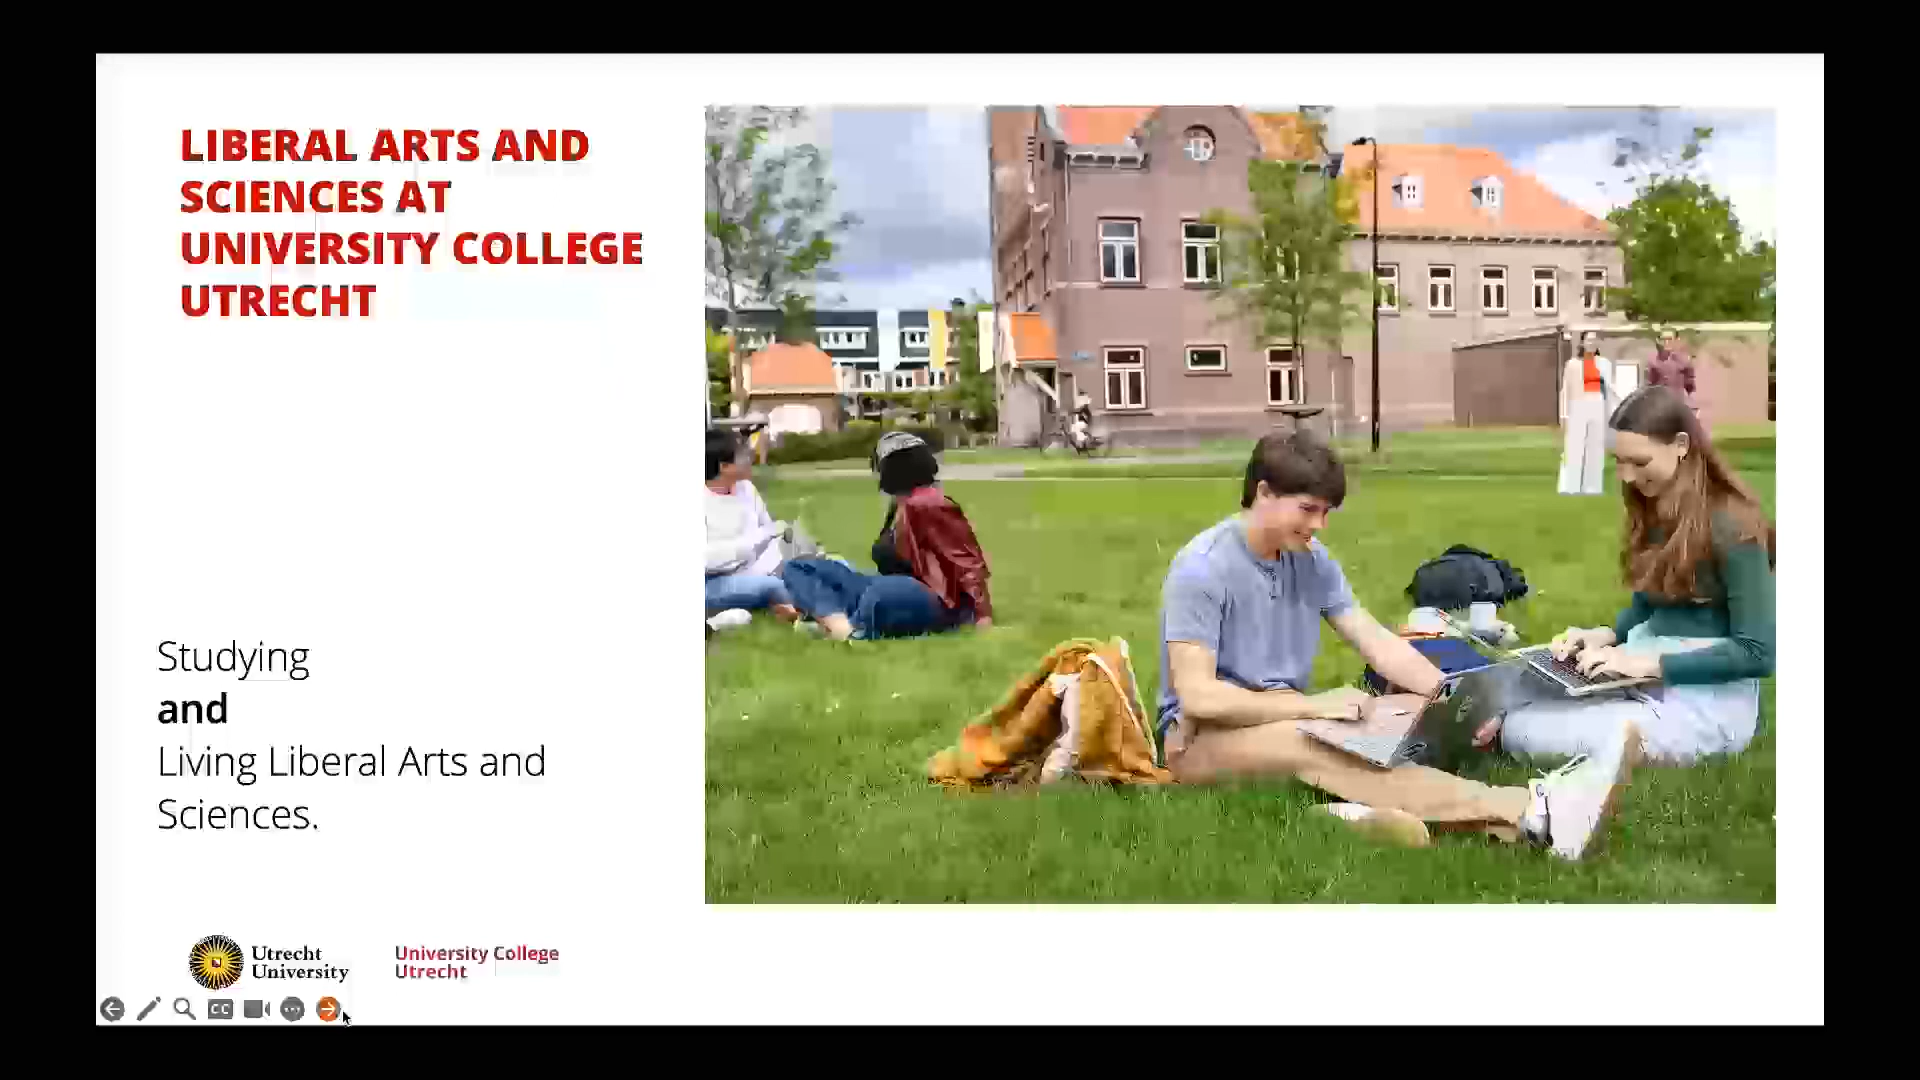 LIBERAL ARTS AND
SCIENCES AT
UNIVERSITY COLLEGE
UTRECHT
Studying
and
Living Liberal Arts and
Sciences.
Utrecht
University
University College
Utrecht
CC